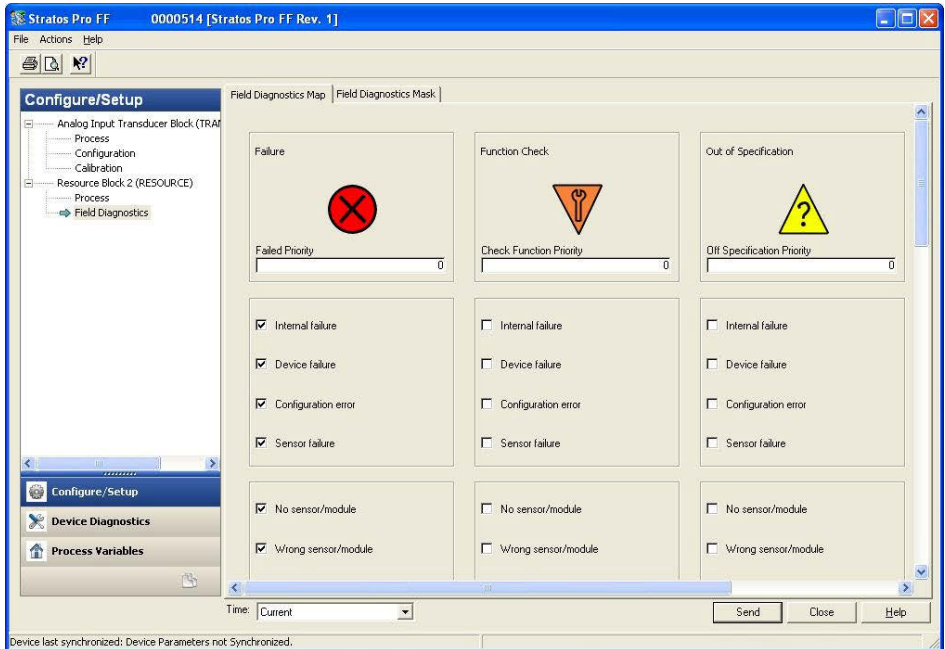 Stratos Pro FF 0000514 [Stratos Pro FF Rev. 1]
File Actions Help
Configure/Setup
Analog Input Transducer Block (TRAN
Process
Configuration
Calibration
Resource Block 2 (RESOURCE)
Process
Field Diagnostics
Configure/Setup
Device Diagnostics
Process Variables
Field Diagnostics Map Field Diagnostics Mask
Failure Function Check Out of Specification
?
Failed Priority Check Function Priority Off Specification Priority
0 0 0
Internal failure Internal failure Internal failure
Device failure Device failure Device failure
Configuration error Configuration error Configuration error
Sensor failure Sensor failure Sensor failure
No sensor/module No sensor/module No sensor/module
Wrong sensor/module Wrong sensor/module Wrong sensor/module
Time: Current Send Close Help
Device last synchronized: Device Parameters not Synchronized.